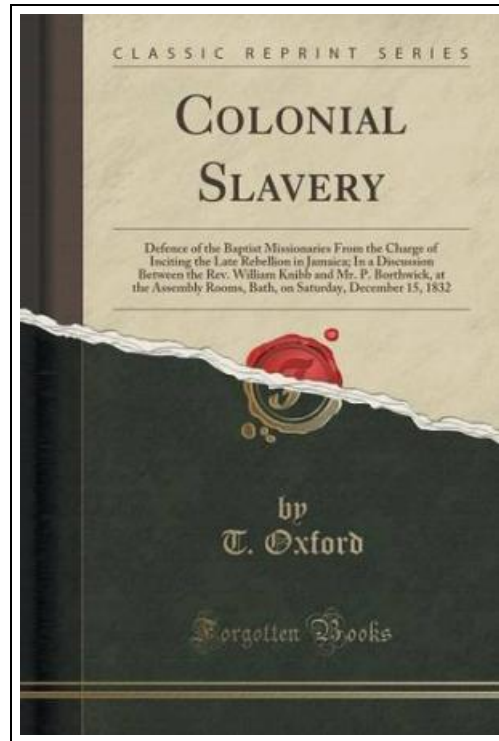 CLASSIC REPRINT SERIES
COLONIAL
SLAVERY
Defence of the Baptist Missionaries From the Charge of
Inciting the Late Rebellion in Jamaica; In a Discussion
Between the Rev. William Knibb and Mr. P. Borthwick, at
the Assembly Rooms, Bath, on Saturday, December 15, 1832
by
T. Oxford
Forgotten Books